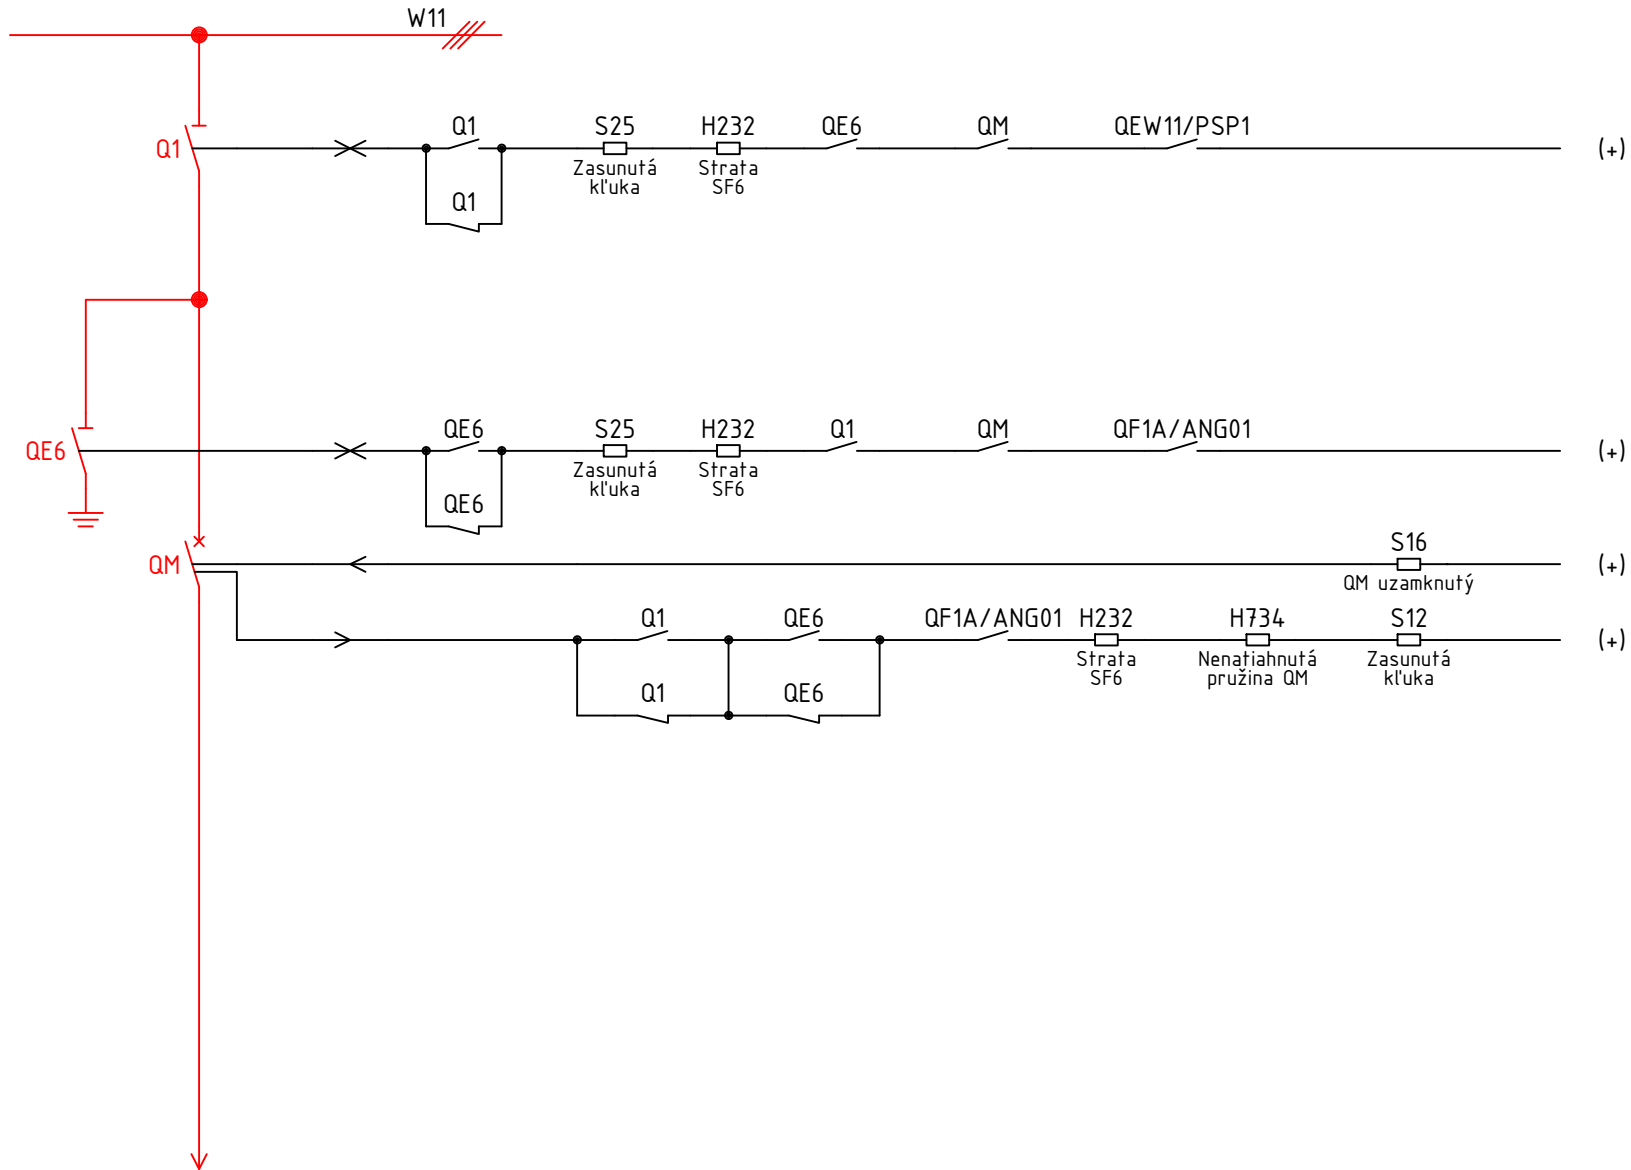 W11
Q1
Q1
S25
H232
QE6
QM
QEW11/PSP1
(+)
Zasunutá
kľuka
Strata
SF6
Q1
QE6
QE6
S25
H232
Q1
QM
QF1A/ANG01
(+)
Zasunutá
kľuka
Strata
SF6
QE6
QM
S16
(+)
QM uzamknutý
Q1
QE6
QF1A/ANG01
H232
H734
S12
(+)
Strata
SF6
Nenatiahnutá
pružina QM
Zasunutá
kľuka
Q1
QE6